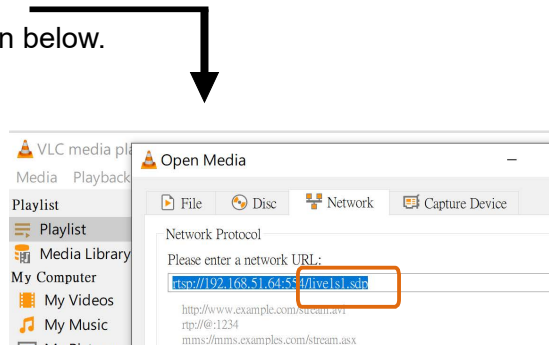 n below.
VLC media pla
Open Media
Media Playback
File Disc Network Capture Device
Playlist
Playlist
Network Protocol
Media Library
Please enter a network URL:
My Computer
rtsp://192.168.51.64:554/live1s1.sdp
My Videos
http://www.example.com/stream.avi
My Music
rtp://@:1234
mms://mms.examples.com/stream.asx